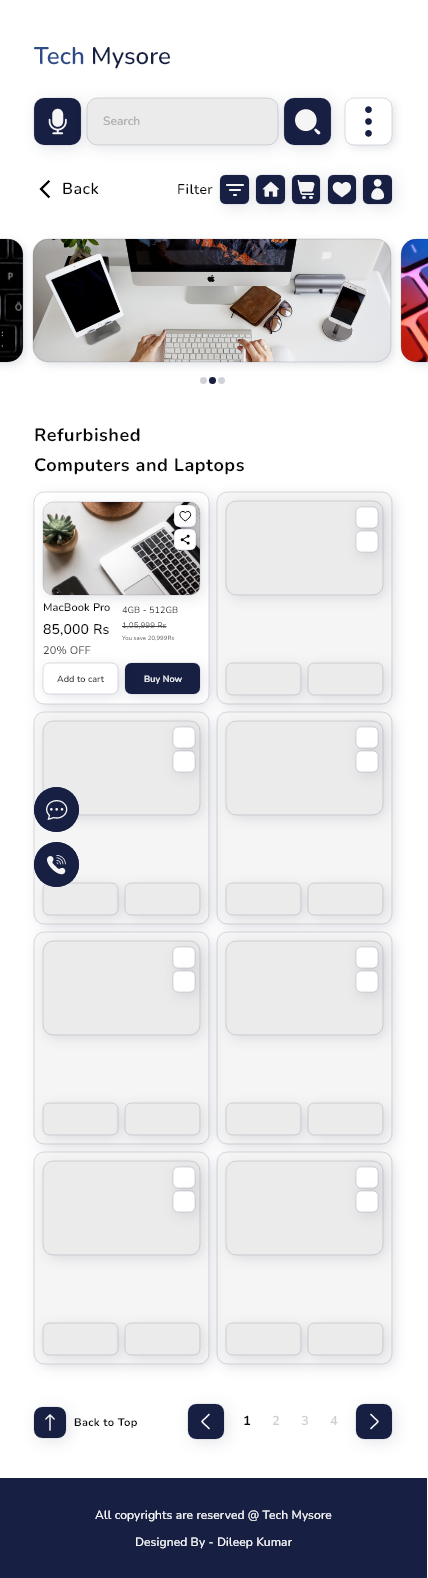 Tech Mysore
Search
Back
Filter
Refurbished
Computers and Laptops
MacBook Pro
85,000 Rs
20% OFF
4GB - 512GB
1,05,999 Rs
You save 20,999Rs
Add to cart
Buy Now
Back to Top
1 2 3 4
All copyrights are reserved @ Tech Mysore
Designed By - Dileep Kumar